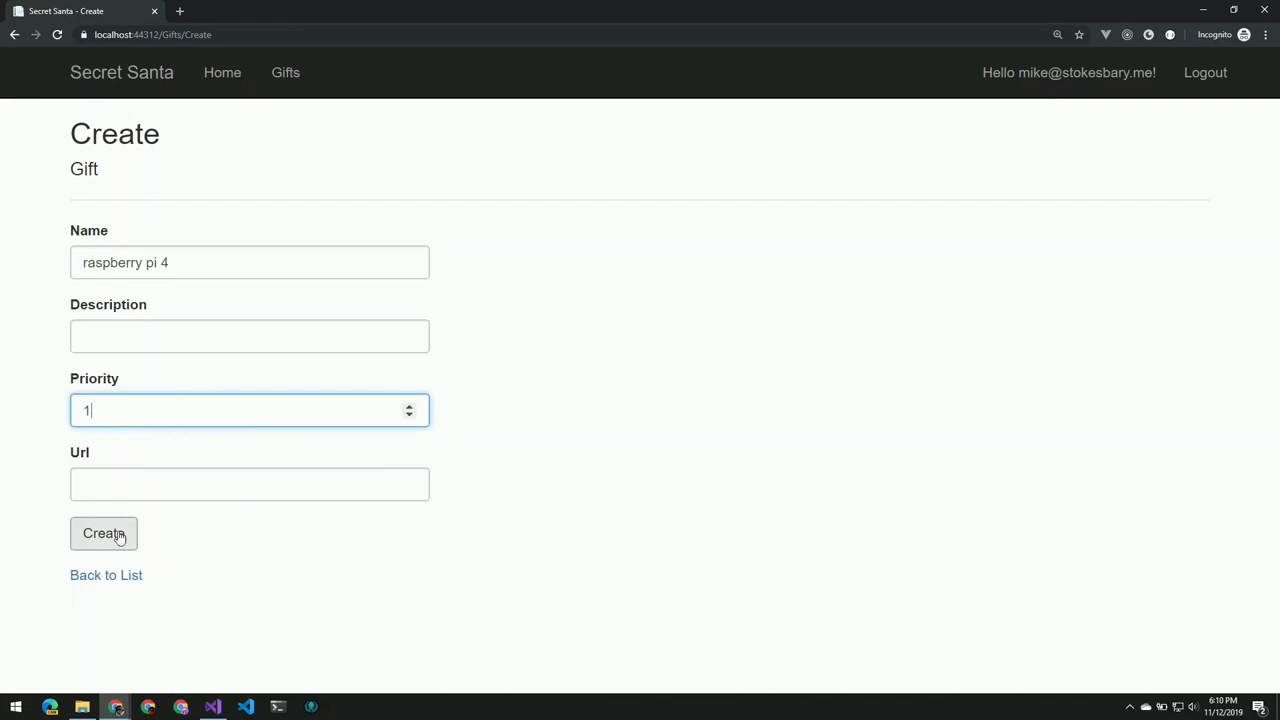 Secret Santa - Create
localhost:44312/Gifts/Create
Incognito
Secret Santa
Home
Gifts
Hello mike@stokesbary.me!
Logout
Create
Gift
Name
raspberry pi 4
Description
Priority
1
Url
Create
Back to List
6:10 PM
11/12/2019
2